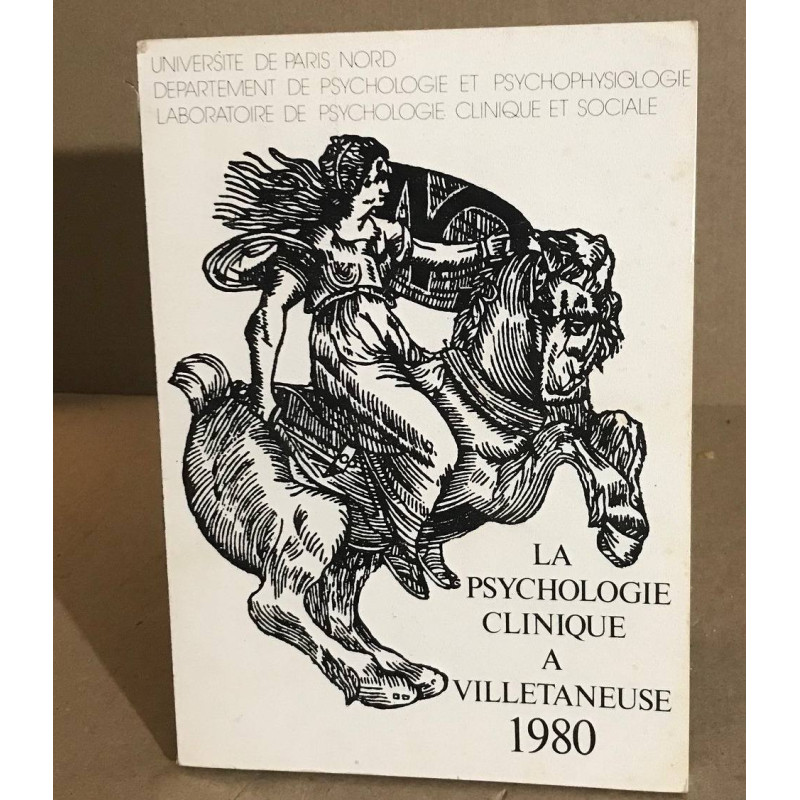 UNIVERSITE DE PARIS NORD
DEPARTEMENT DE PSYCHOLOGIE ET PSYCHOPHYSIOLOGIE
LABORATOIRE DE PSYCHOLOGIE CLINIQUE ET SOCIALE
LA
PSYCHOLOGIE
CLINIQUE
A
VILLETANEUSE
1980